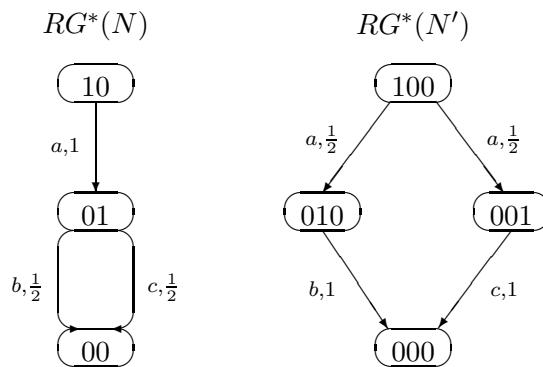 RG*(N) RG*(N')
10 100
a,1 a,1/2 a,1/2
01 010 001
b,1/2 c,1/2 b,1 c,1
00 000